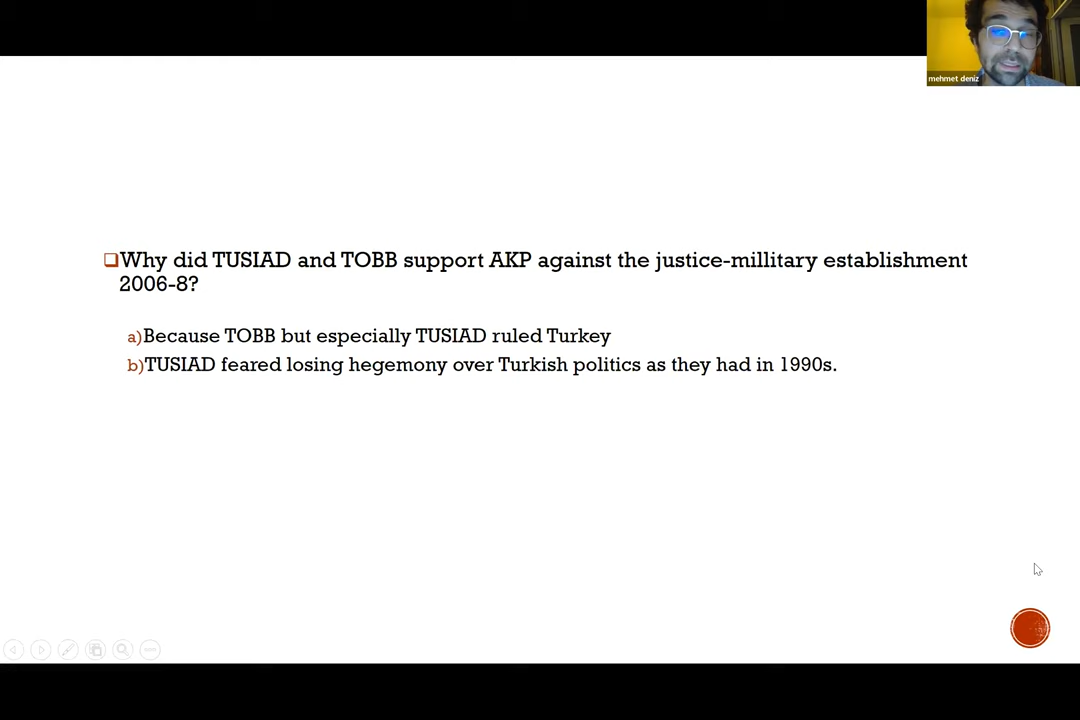 mehmet deniz
Why did TUSIAD and TOBB support AKP against the justice-millitary establishment
2006-8?
a)Because TOBB but especially TUSIAD ruled Turkey
b)TUSIAD feared losing hegemony over Turkish politics as they had in 1990s.